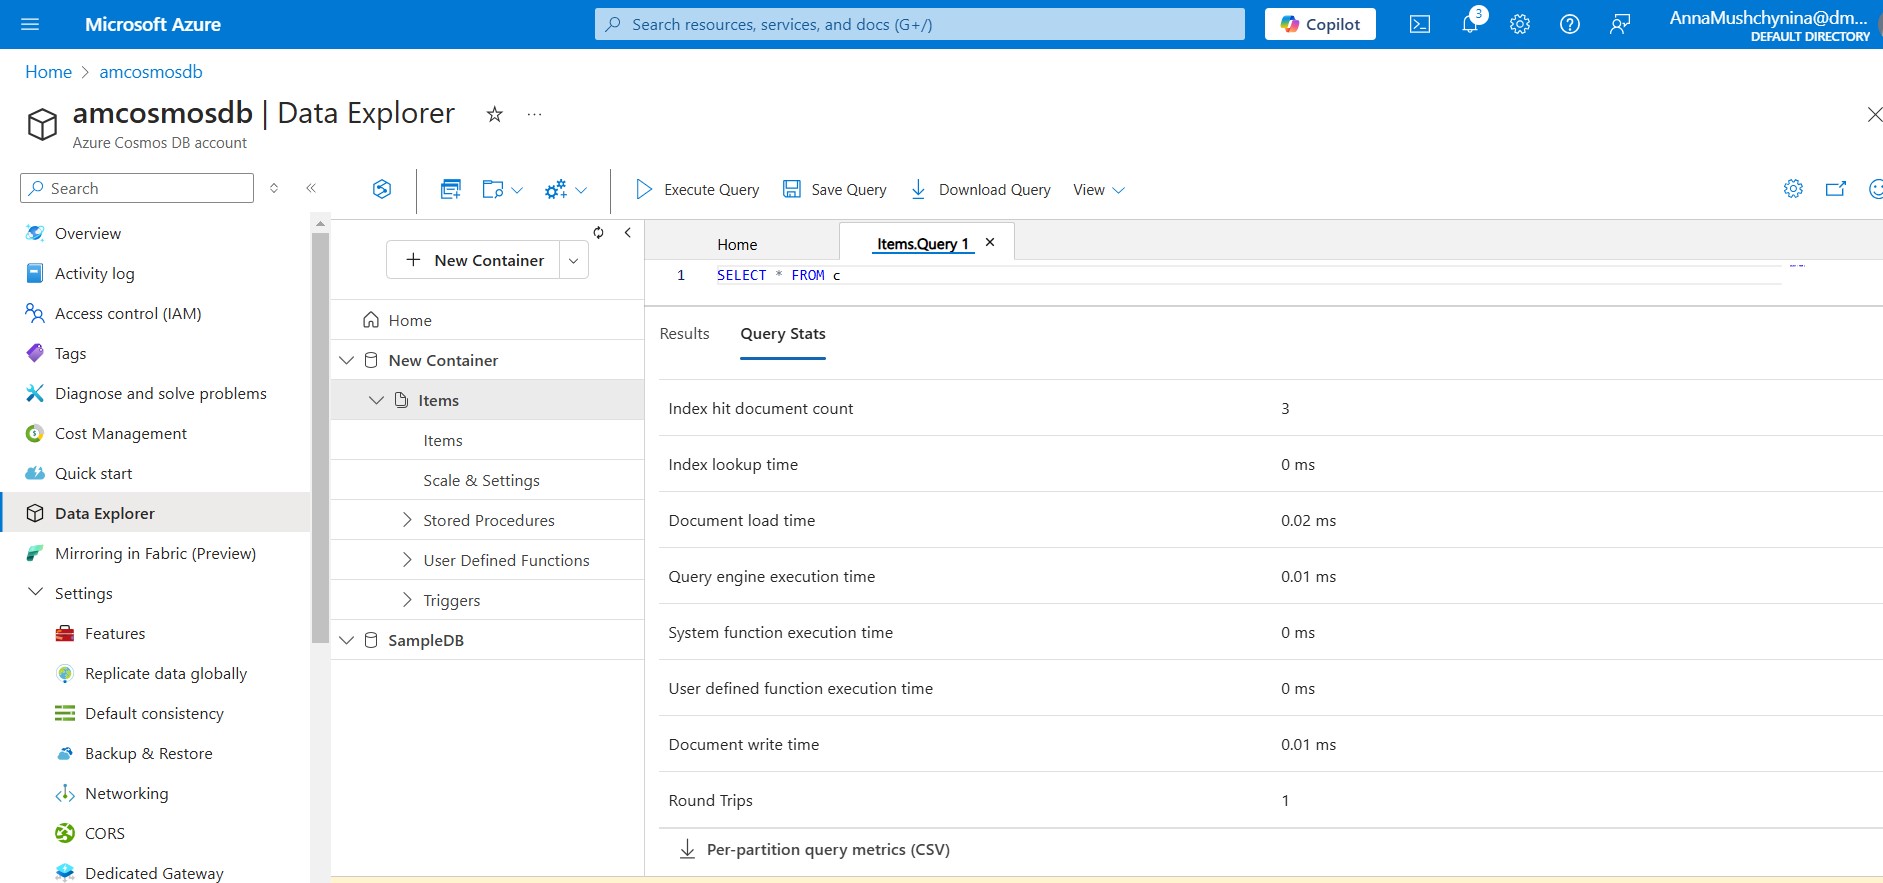 Microsoft Azure
Search resources, services, and docs (G+/)
Copilot
3
AnnaMushchynina@dm...
DEFAULT DIRECTORY
Home > amcosmosdb
amcosmosdb | Data Explorer
...
Azure Cosmos DB account
Search
Execute Query
Save Query
Download Query
View
Overview
Activity log
Access control (IAM)
Tags
Diagnose and solve problems
Cost Management
Quick start
Data Explorer
Mirroring in Fabric (Preview)
Settings
Features
Replicate data globally
Default consistency
Backup & Restore
Networking
CORS
Dedicated Gateway
New Container
Home
New Container
Items
Items
Scale & Settings
Stored Procedures
User Defined Functions
Triggers
SampleDB
Home
Items.Query 1
1 SELECT * FROM c
Results
Query Stats
Index hit document count 3
Index lookup time 0 ms
Document load time 0.02 ms
Query engine execution time 0.01 ms
System function execution time 0 ms
User defined function execution time 0 ms
Document write time 0.01 ms
Round Trips 1
Per-partition query metrics (CSV)